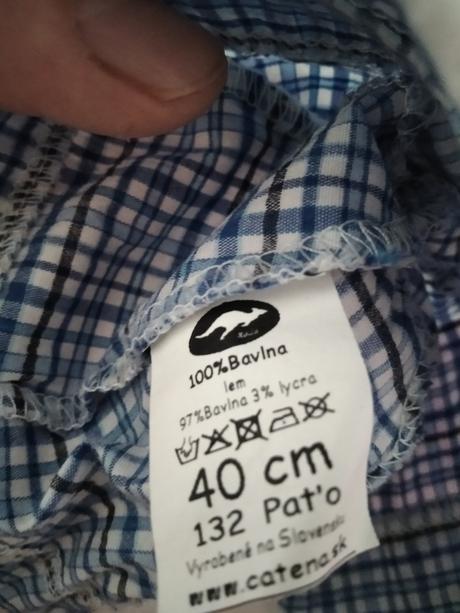 100%Bavlna
lem
97%Bavlna 3% lycra
40 cm
132 Pat'o
Vyrobené na Slovensku
www.catena.sk